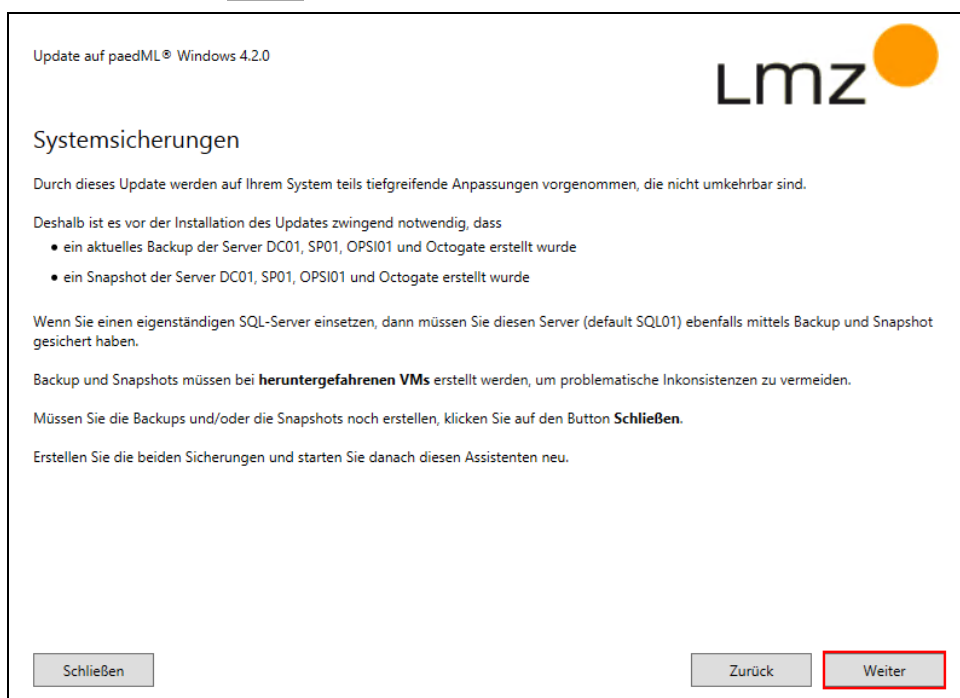 Update auf paedML® Windows 4.2.0
Lmz
Systemsicherungen
Durch dieses Update werden auf Ihrem System teils tiefgreifende Anpassungen vorgenommen, die nicht umkehrbar sind.
Deshalb ist es vor der Installation des Updates zwingend notwendig, dass
• ein aktuelles Backup der Server DC01, SP01, OPSI01 und Octogate erstellt wurde
• ein Snapshot der Server DC01, SP01, OPSI01 und Octogate erstellt wurde
Wenn Sie einen eigenständigen SQL-Server einsetzen, dann müssen Sie diesen Server (default SQL01) ebenfalls mittels Backup und Snapshot
gesichert haben.
Backup und Snapshots müssen bei heruntergefahrenen VMs erstellt werden, um problematische Inkonsistenzen zu vermeiden.
Müssen Sie die Backups und/oder die Snapshots noch erstellen, klicken Sie auf den Button Schließen.
Erstellen Sie die beiden Sicherungen und starten Sie danach diesen Assistenten neu.
Schließen
Zurück
Weiter